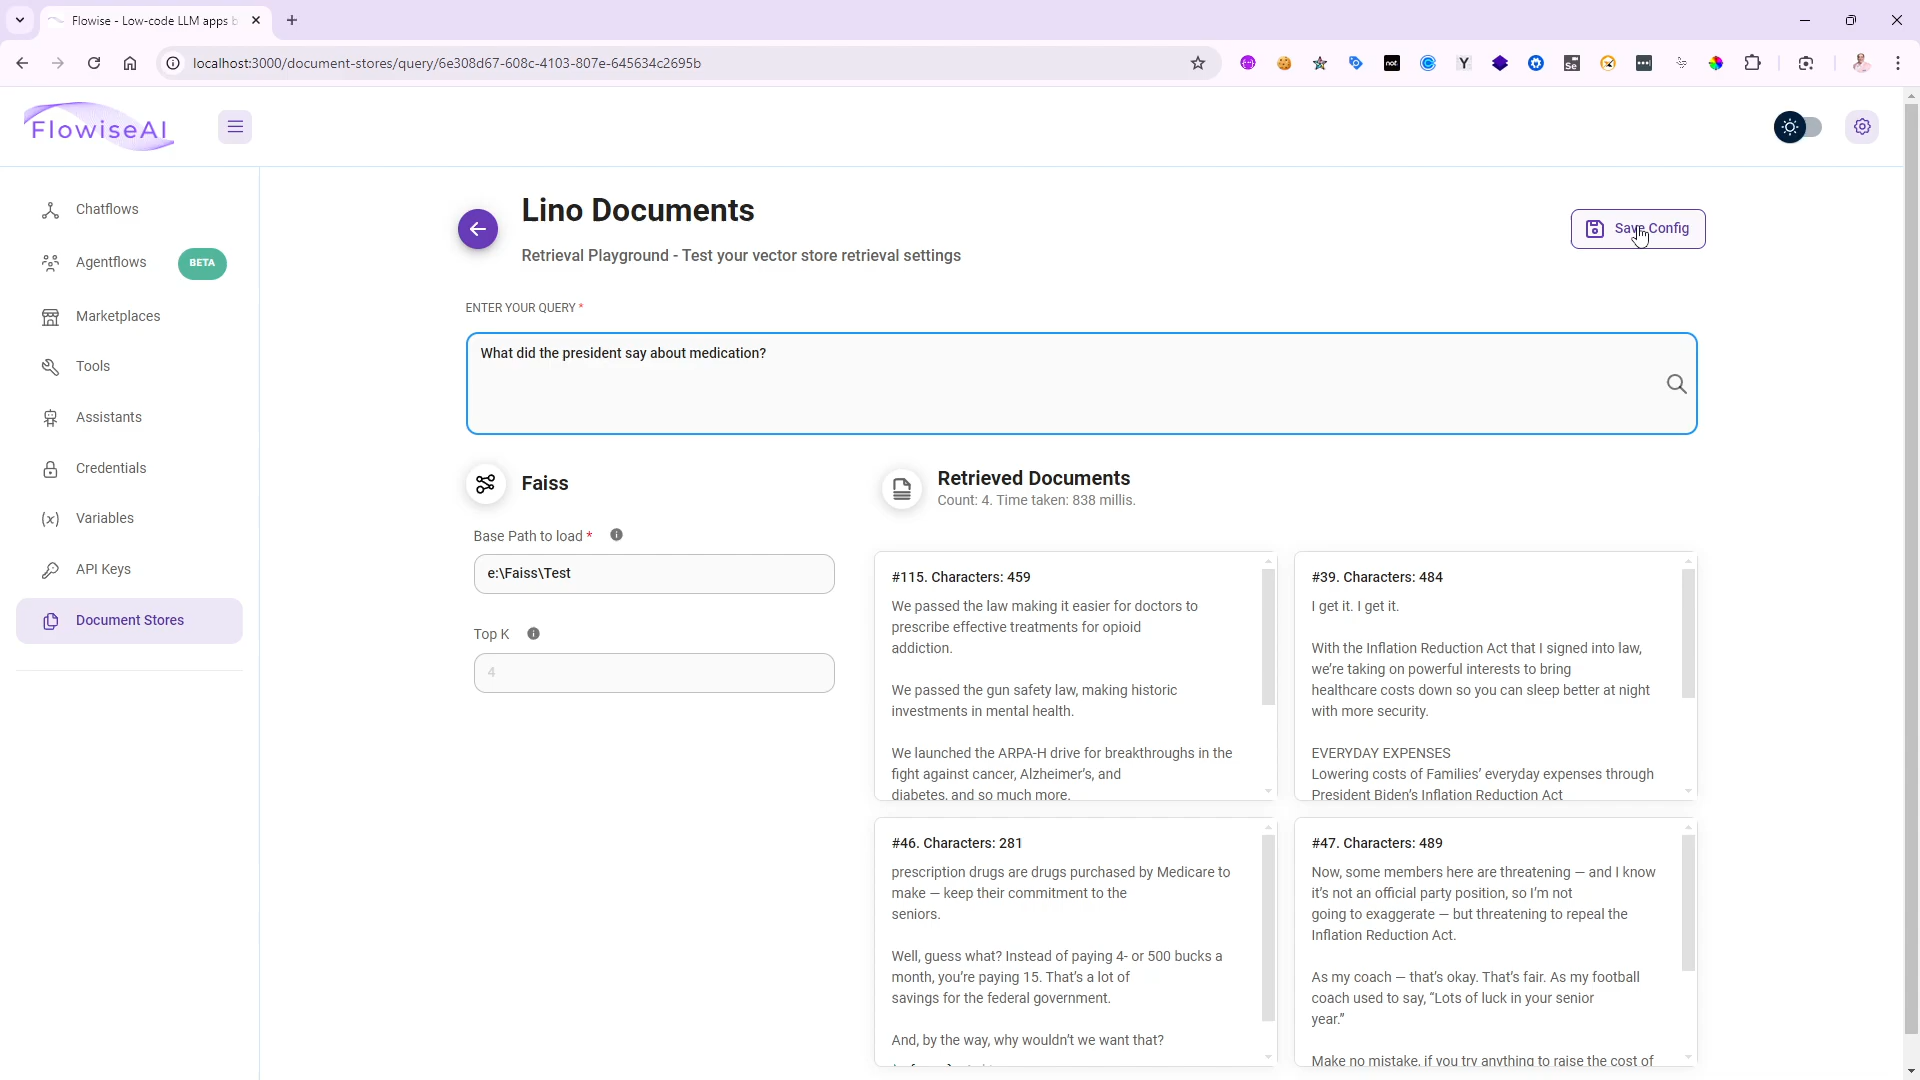 Flowise - Low-code LLM apps b
localhost:3000/document-stores/query/6e308d67-608c-4103-807e-645634c2695b
FlowiseAI
Chatflows
Agentflows
BETA
Marketplaces
Tools
Assistants
Credentials
Variables
API Keys
Document Stores
Lino Documents
Retrieval Playground - Test your vector store retrieval settings
Save Config
ENTER YOUR QUERY *
What did the president say about medication?
Faiss
Base Path to load *
e:\Faiss\Test
Top K
4
Retrieved Documents
Count: 4. Time taken: 838 millis.
#115. Characters: 459
We passed the law making it easier for doctors to
prescribe effective treatments for opioid
addiction.
We passed the gun safety law, making historic
investments in mental health.
We launched the ARPA-H drive for breakthroughs in the
fight against cancer, Alzheimer's, and
diabetes, and so much more.
#39. Characters: 484
I get it. I get it.
With the Inflation Reduction Act that I signed into law,
we're taking on powerful interests to bring
healthcare costs down so you can sleep better at night
with more security.
EVERYDAY EXPENSES
Lowering costs of Families' everyday expenses through
President Biden's Inflation Reduction Act
#46. Characters: 281
prescription drugs are drugs purchased by Medicare to
make — keep their commitment to the
seniors.
Well, guess what? Instead of paying 4- or 500 bucks a
month, you're paying 15. That's a lot of
savings for the federal government.
And, by the way, why wouldn't we want that?
#47. Characters: 489
Now, some members here are threatening — and I know
it's not an official party position, so I'm not
going to exaggerate — but threatening to repeal the
Inflation Reduction Act.
As my coach — that's okay. That's fair. As my football
coach used to say, “Lots of luck in your senior
year.”
Make no mistake, if you try anything to raise the cost of